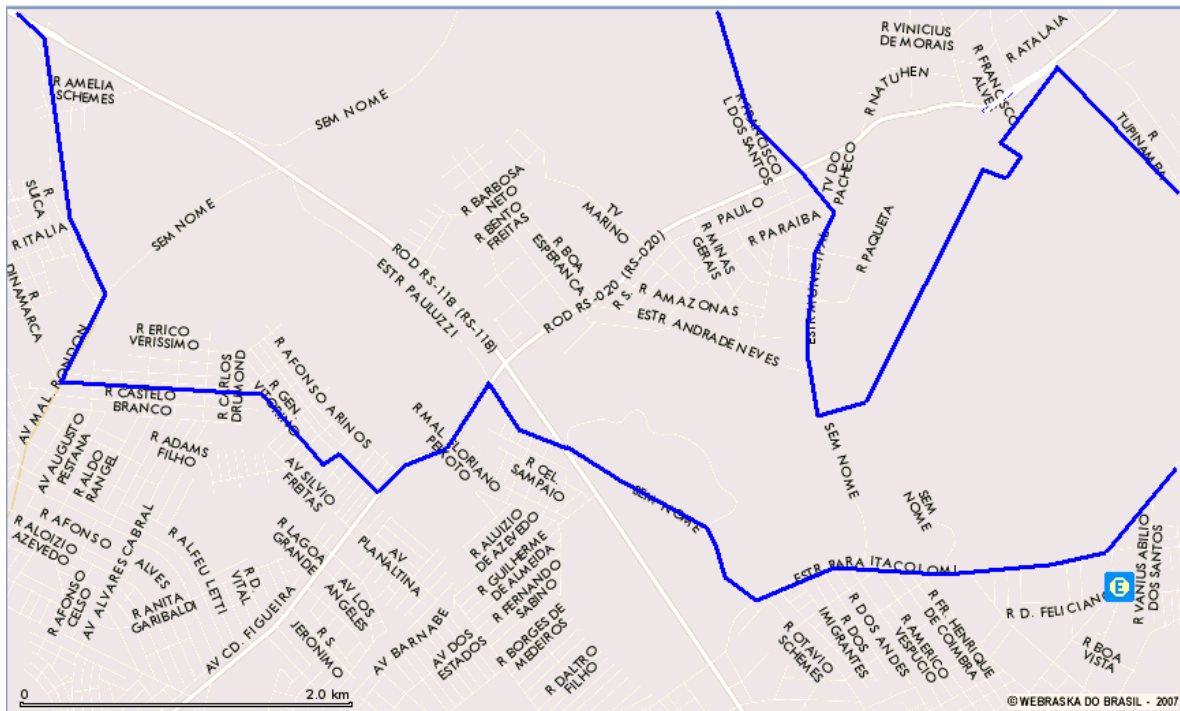 R VINICIUS
DE MORAIS
R ATALAIA
R FRANCISCO
ALVE
R NATUHEN
R AMELIA
SCHEMES
SEM NOME
R FRANCISCO
L DOS SANTOS
R
TUPINAMBA
TV DO
PACHECO
R
SUICA
R BARBOSA
NETO
R BENTO
FREITAS
TV
MARINO
PAULO
R PARAIBA
R PAQUETA
R ITALIA
SEM NOME
R BOA
ESPERANCA
R MINAS
GERAIS
ROD RS-118 (RS-118)
ESTR PAULUZZI
ROD RS-020 (RS-020)
ESTR MUNICIPAL
R
DINAMARCA
R S.
R AMAZONAS
ESTR ANDRADE NEVES
R ERICO
VERISSIMO
AV MAL. RONDON
R CARLOS
DRUMOND
R AFONSO ARINOS
R GEN.
VITORINO
R CASTELO
BRANCO
R MAL. FLORIANO
PEIXOTO
AV AUGUSTO
PESTANA
R ALDO
RANGEL
R ADAMS
FILHO
AV SILVIO
FREITAS
R CEL.
SAMPAIO
SEM NOME
SEM NOME
SEM
NOME
R AFONSO
ALVES
R ALOIZIO
AZEVEDO
AV ALVARES CABRAL
R ALFEU LETTI
R LAGOA
GRANDE
AV
PLANALTINA
R ALUIZIO
DE AZEVEDO
R GUILHERME
DE ALMEIDA
R FERNANDO
SABINO
ESTR PARA ITACOLOMI
R VANIUS ABILIO
DOS SANTOS
E
R D. FELICIANO
R AFONSO
CELSO
R ANITA
GARIBALDI
R D.
VITAL
AV LOS
ANGELES
AV CD. FIGUEIRA
R S
JERONIMO
AV BARNABE
AV DOS
ESTADOS
R BORGES DE
MEDEIROS
R DALTRO
FILHO
R OTAVIO
SCHEMES
R DOS
IMIGRANTES
R DOS ANDES
R AMERICO
VESPUCIO
R FR. HENRIQUE
DE COIMBRA
R BOA
VISTA
0
2.0 km
© WEBRASKA DO BRASIL - 2007